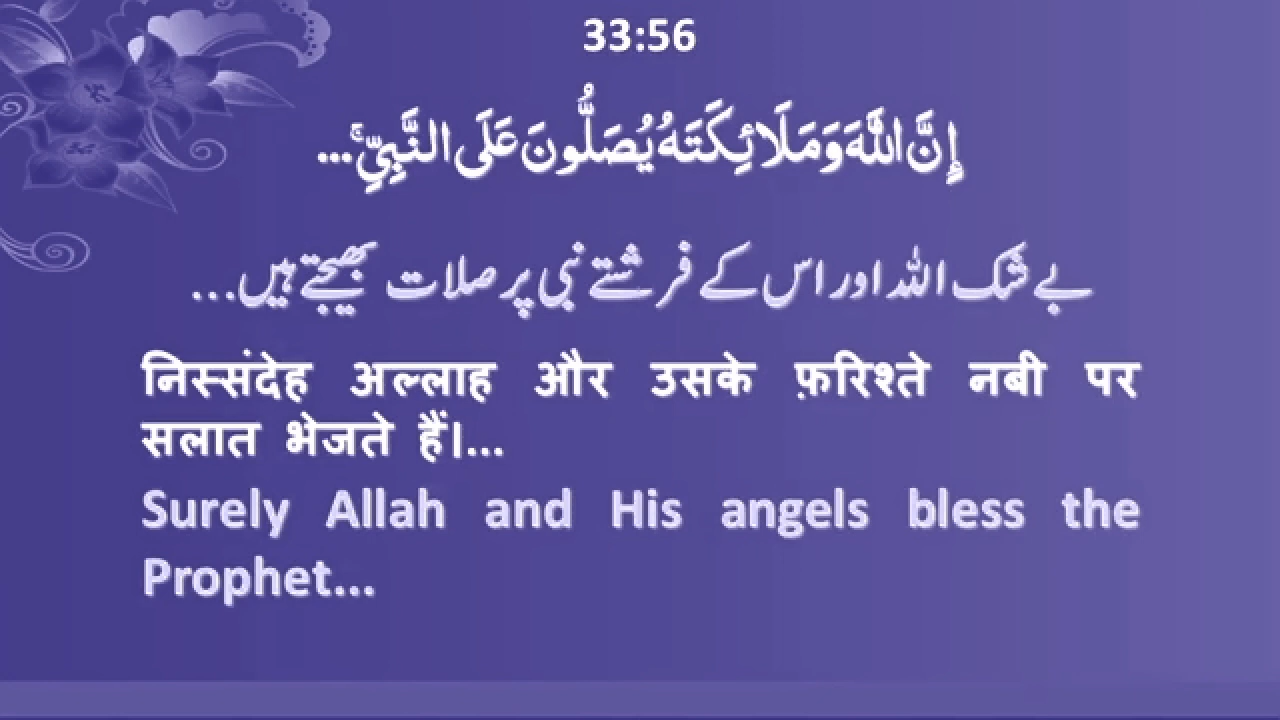 33:56
إِنَّ اللَّهَ وَمَلَائِكَتَهُ يُصَلُّونَ عَلَى النَّبِيِّ ۚ...
بے شک اللہ اور اس کے فرشتے نبی پر صلات بھیجتے ہیں...
निस्संदेह अल्लाह और उसके फ़रिश्ते नबी पर
सलात भेजते हैं।...
Surely Allah and His angels bless the
Prophet...